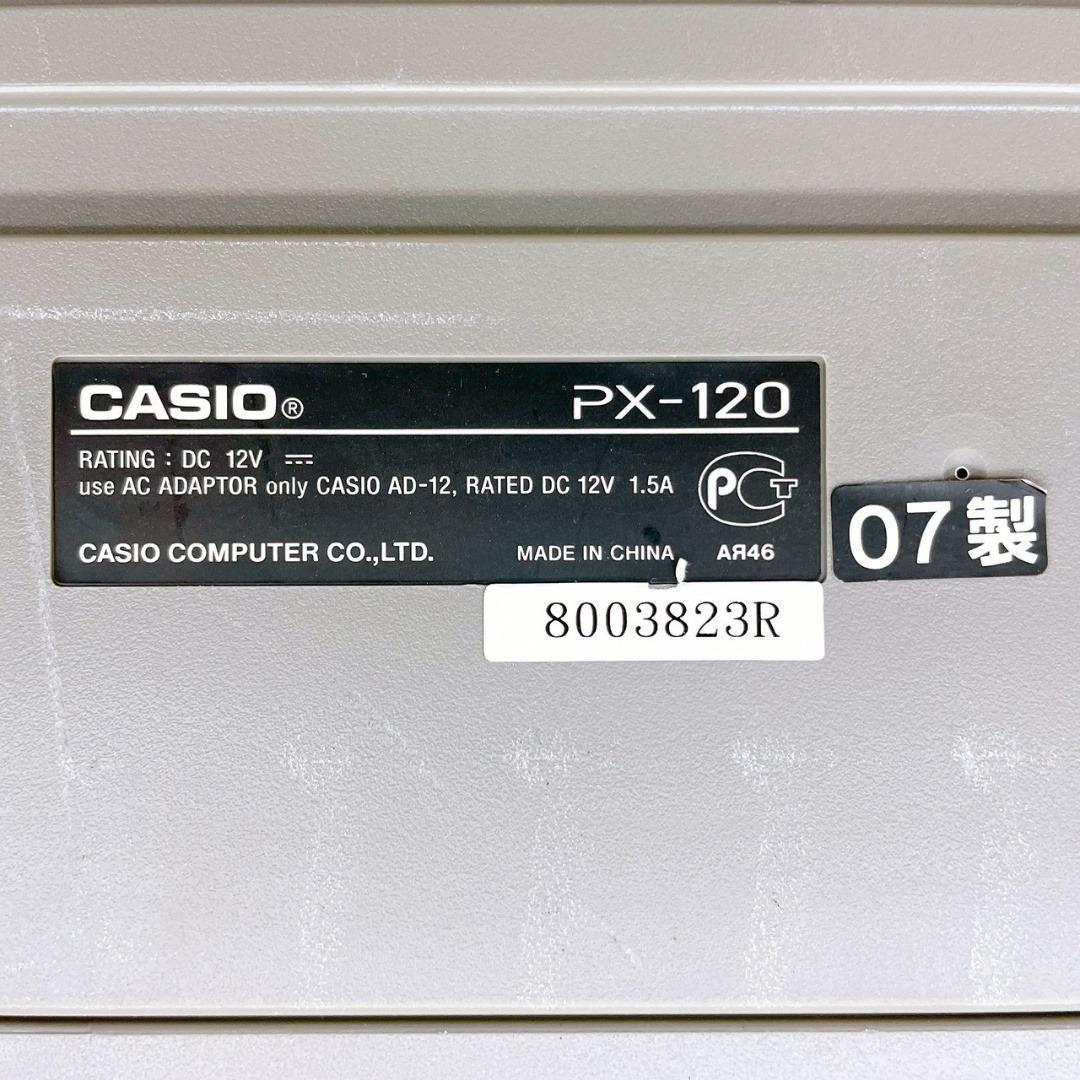 CASIO® PX-120
RATING : DC 12V ⎓
use AC ADAPTOR only CASIO AD-12, RATED DC 12V 1.5A
PCT
CASIO COMPUTER CO.,LTD. MADE IN CHINA АЯ46
07製
8003823R